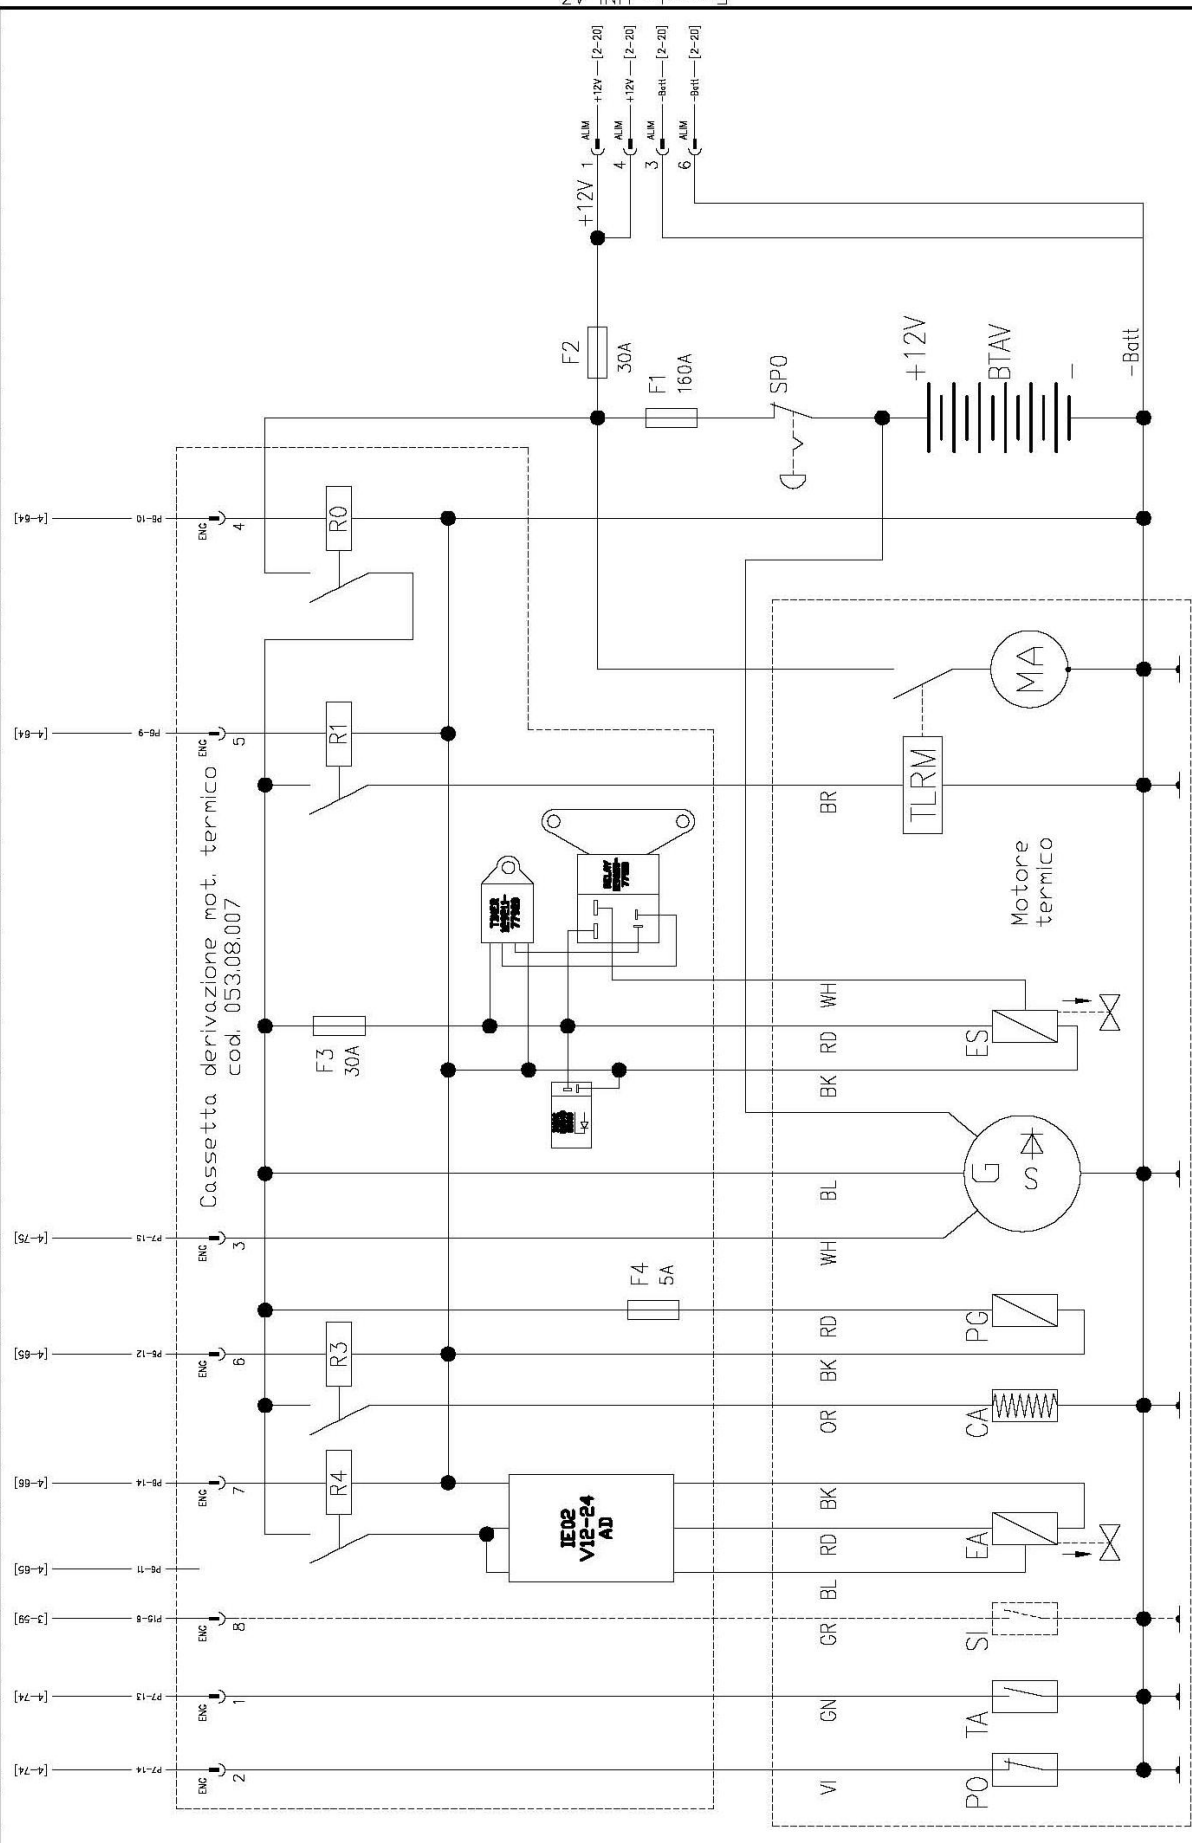 +12V—[2-20]
+12V—[2-20]
-Batt—[2-20]
-Batt—[2-20]
ALIM
ALIM
ALIM
ALIM
1
4
3
6
+12V
F2
30A
F1
160A
SPO
+12V
BTAV
-
-Batt
[4-64]
P6-10
ENG
4
R0
[4-64]
P6-9
ENG
5
R1
Cassetta derivazione mot. termico
cod. 053.08.007
BR
TLRM
MA
Motore
termico
TIMER
RELAY
F3
30A
WH
RD
BK
ES
BL
G
S
[4-75]
P7-15
ENG
3
WH
F4
5A
RD
PG
[4-65]
P6-12
ENG
6
R3
BK
OR
CA
[4-66]
P6-14
ENG
7
R4
IE02
V12-24
AD
BK
RD
BL
EA
[4-65]
P6-11
[3-59]
P15-8
ENG
8
GR
SI
[4-74]
P7-13
ENG
1
GN
TA
[4-74]
P7-14
ENG
2
VI
PO